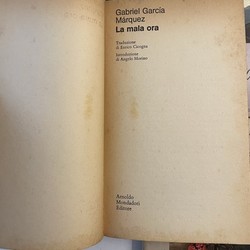 Gabriel García
Márquez
La mala ora
Traduzione
di Enrico Cicogna
Introduzione
di Angelo Morino
Arnoldo
Mondadori
Editore